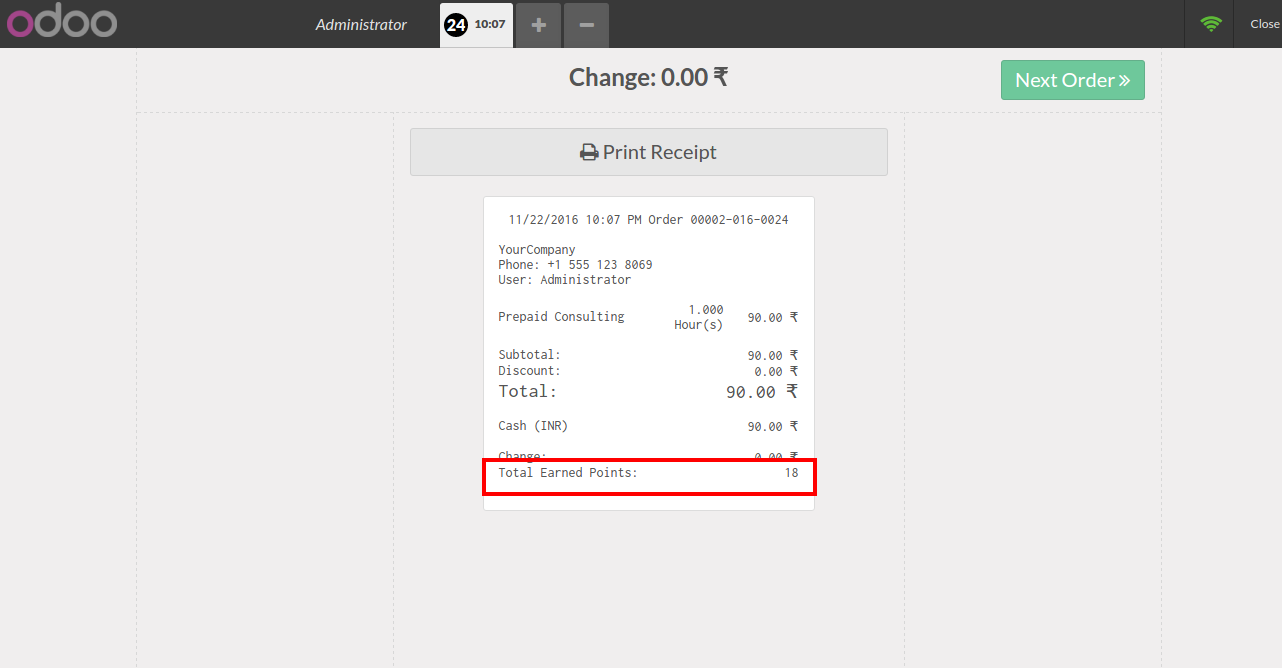 odoo Administrator 24 10:07 + − Close
Change: 0.00 ₹
Next Order »
Print Receipt
11/22/2016 10:07 PM Order 00002-016-0024
YourCompany
Phone: +1 555 123 8069
User: Administrator
Prepaid Consulting 1.000 Hour(s) 90.00 ₹
Subtotal: 90.00 ₹
Discount: 0.00 ₹
Total: 90.00 ₹
Cash (INR) 90.00 ₹
Change: 0.00 ₹
Total Earned Points: 18